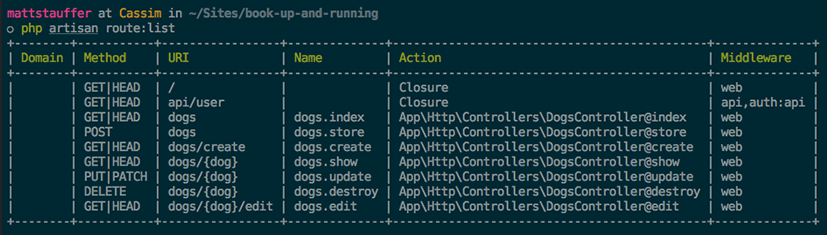 mattstauffer at Cassim in ~/Sites/book-up-and-running
○ php artisan route:list
+--------+-----------+-----------------+--------------+---------------------------------------------+--------------+
| Domain | Method    | URI             | Name         | Action                                      | Middleware   |
+--------+-----------+-----------------+--------------+---------------------------------------------+--------------+
|        | GET|HEAD  | /               |              | Closure                                     | web          |
|        | GET|HEAD  | api/user        |              | Closure                                     | api,auth:api |
|        | GET|HEAD  | dogs            | dogs.index   | App\Http\Controllers\DogsController@index   | web          |
|        | POST      | dogs            | dogs.store   | App\Http\Controllers\DogsController@store   | web          |
|        | GET|HEAD  | dogs/create     | dogs.create  | App\Http\Controllers\DogsController@create  | web          |
|        | GET|HEAD  | dogs/{dog}      | dogs.show    | App\Http\Controllers\DogsController@show    | web          |
|        | PUT|PATCH | dogs/{dog}      | dogs.update  | App\Http\Controllers\DogsController@update  | web          |
|        | DELETE    | dogs/{dog}      | dogs.destroy | App\Http\Controllers\DogsController@destroy | web          |
|        | GET|HEAD  | dogs/{dog}/edit | dogs.edit    | App\Http\Controllers\DogsController@edit    | web          |
+--------+-----------+-----------------+--------------+---------------------------------------------+--------------+